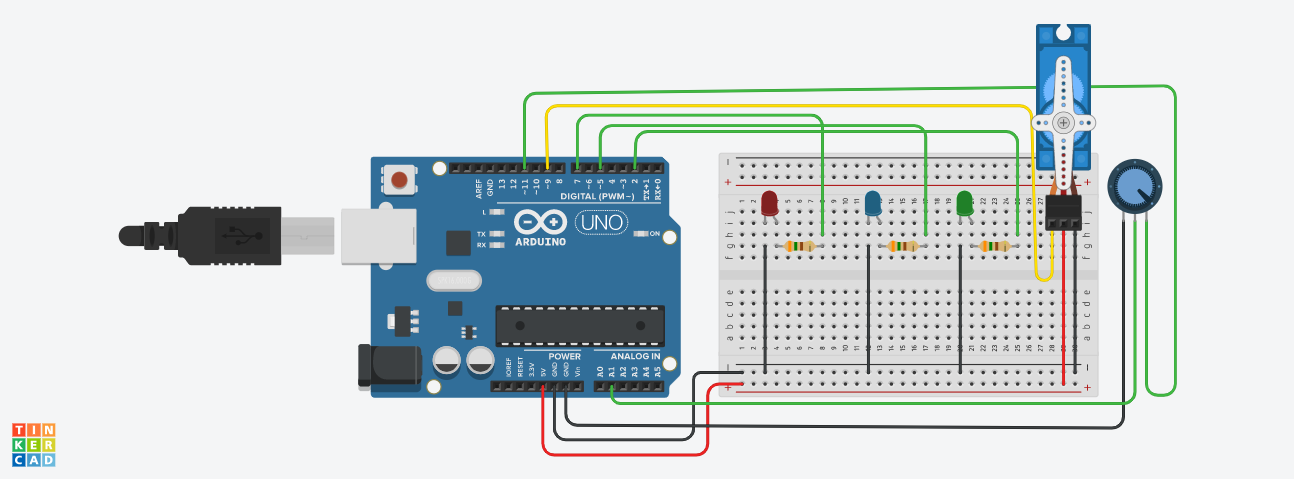 AREF
GND
13
12
~11
~10
~9
8
7
~6
~5
4
~3
2
TX→1
RX←0
DIGITAL (PWM~)
L
TX
RX
ARDUINO
UNO
ON
POWER
ANALOG IN
IOREF
RESET
3.3V
5V
GND
GND
Vin
A0
A1
A2
A3
A4
A5
j
i
h
g
f
e
d
c
b
a
TIN
KER
CAD